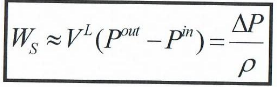 W_S ≈ V^L (P^out − P^in) = ΔP / ρ